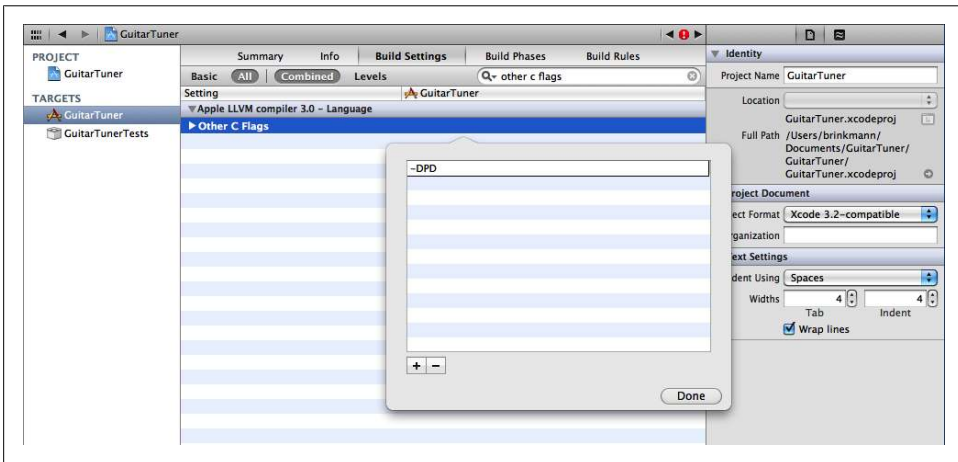 GuitarTuner
PROJECT
GuitarTuner
TARGETS
GuitarTuner
GuitarTunerTests
Summary Info Build Settings Build Phases Build Rules
Basic All Combined Levels other c flags
Setting GuitarTuner
Apple LLVM compiler 3.0 – Language
Other C Flags
-DPD
+ −
Done
Identity
Project Name GuitarTuner
Location
GuitarTuner.xcodeproj
Full Path /Users/brinkmann/
Documents/GuitarTuner/
GuitarTuner/
GuitarTuner.xcodeproj
roject Document
ect Format Xcode 3.2-compatible
rganization
ext Settings
dent Using Spaces
Widths 4 4
Tab Indent
Wrap lines